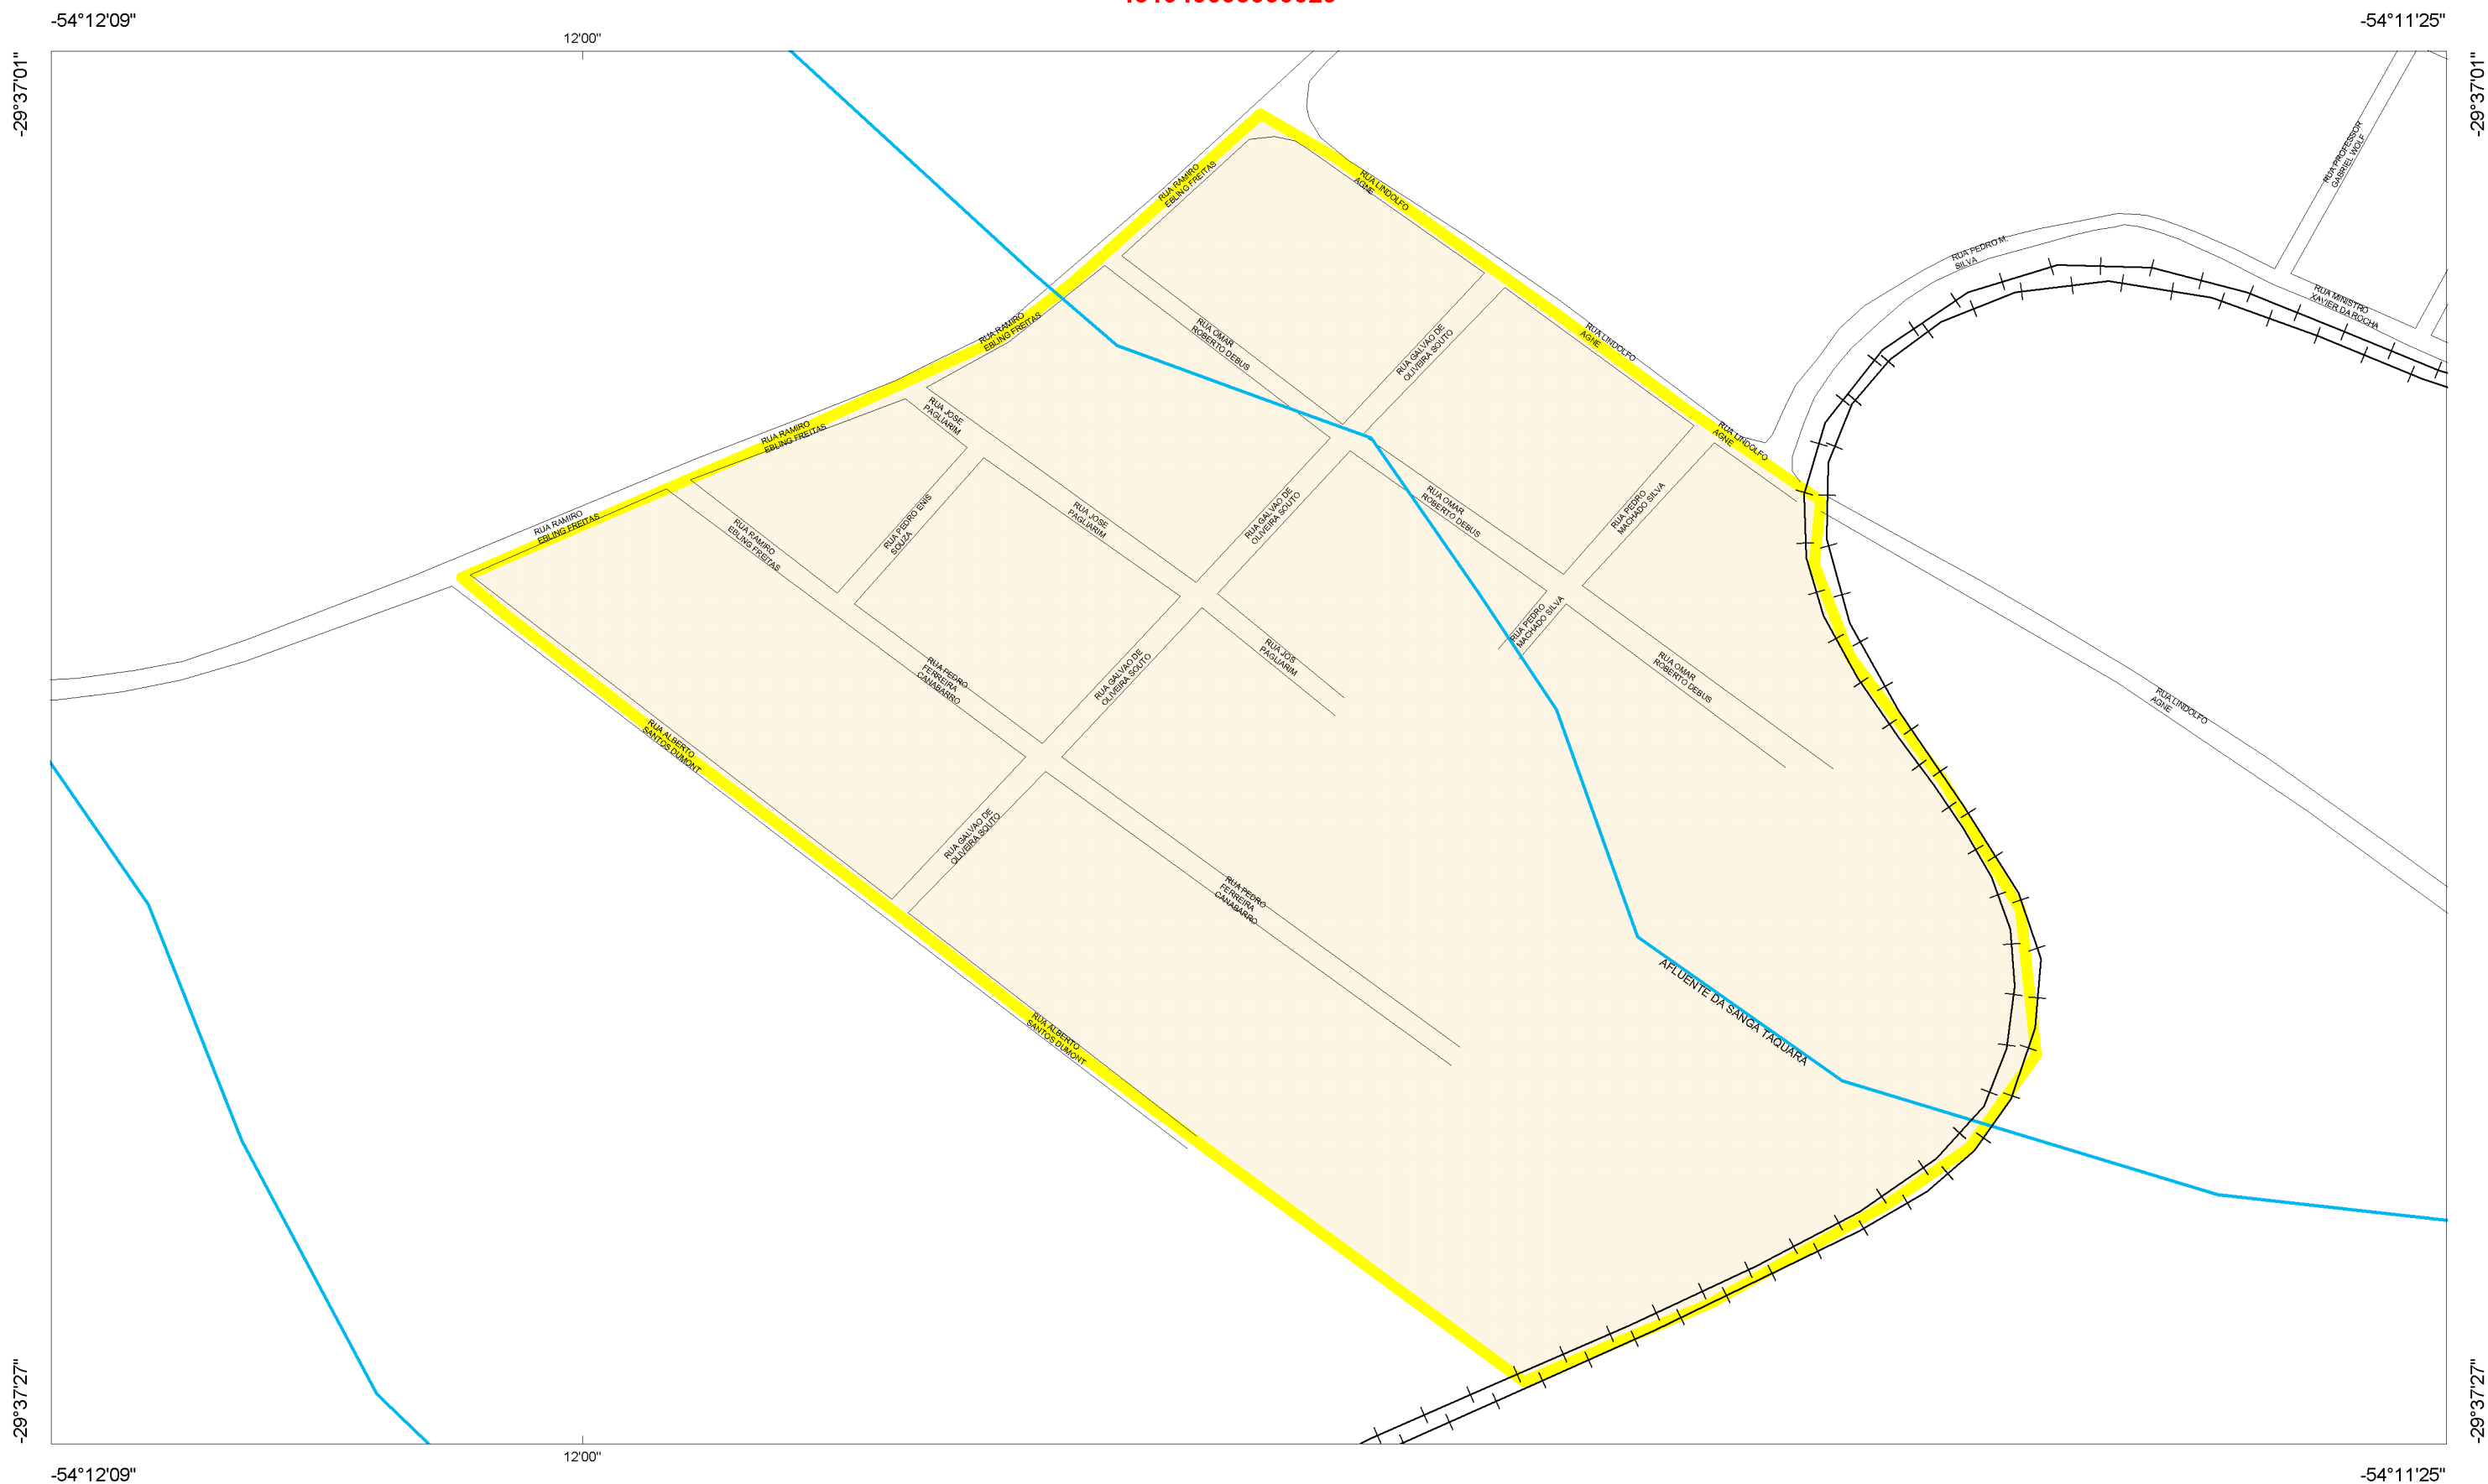 -54°12'09"
-54°11'25"
12'00"
-29°37'01"
-29°37'01"
RUA PROFESSOR
GABRIEL WOLF
RUA RAMIRO
EBLING FREITAS
RUA LINDOLFO
AGNE
RUA PEDRO M.
SILVA
RUA MINISTRO
XAVIER DA ROCHA
RUA RAMIRO
EBLING FREITAS
RUA OMAR
ROBERTO DEBUS
RUA GALVAO DE
OLIVEIRA SOUTO
RUA LINDOLFO
AGNE
RUA JOSE
PAGLIARIM
RUA RAMIRO
EBLING FREITAS
RUA LINDOLFO
AGNE
RUA RAMIRO
EBLING FREITAS
RUA RAMIRO
EBLING FREITAS
RUA PEDRO ENIS
SOUZA
RUA JOSE
PAGLIARIM
RUA GALVAO DE
OLIVEIRA SOUTO
RUA OMAR
ROBERTO DEBUS
RUA PEDRO
MACHADO SILVA
RUA PEDRO
MACHADO SILVA
RUA PEDRO
FERREIRA
CANABARRO
RUA GALVAO DE
OLIVEIRA SOUTO
RUA JOS
PAGLIARIM
RUA OMAR
ROBERTO DEBUS
RUA LINDOLFO
AGNE
RUA ALBERTO
SANTOS DUMONT
RUA GALVAO DE
OLIVEIRA SOUTO
RUA PEDRO
FERREIRA
CANABARRO
AFLUENTE DA SANGA TAQUARA
RUA ALBERTO
SANTOS DUMONT
-29°37'27"
-29°37'27"
12'00"
-54°12'09"
-54°11'25"